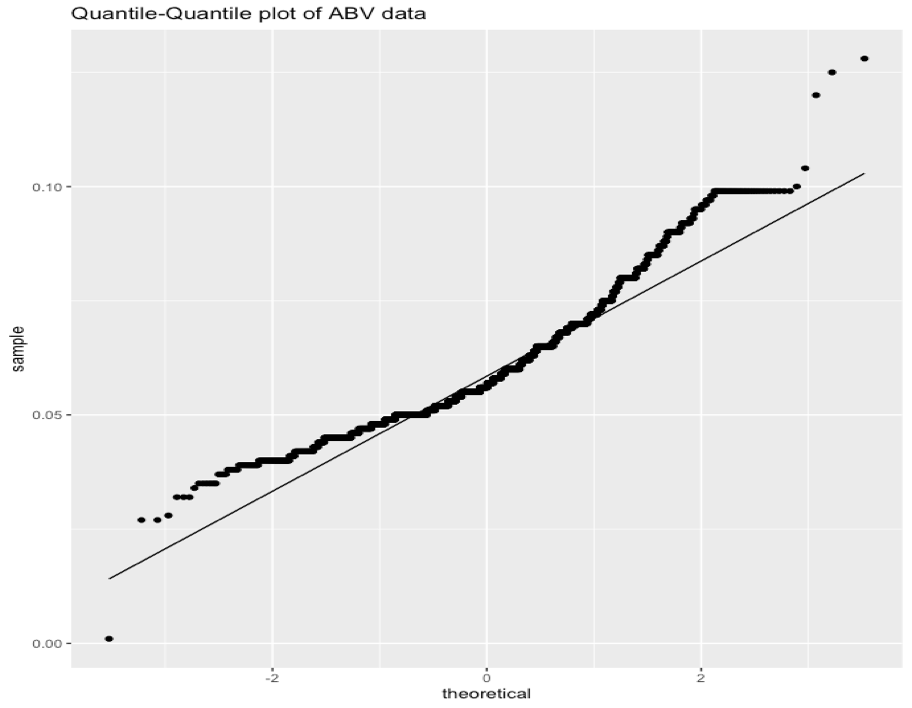 Quantile-Quantile plot of ABV data
sample
0.10
0.05
0.00
-2
0
2
theoretical